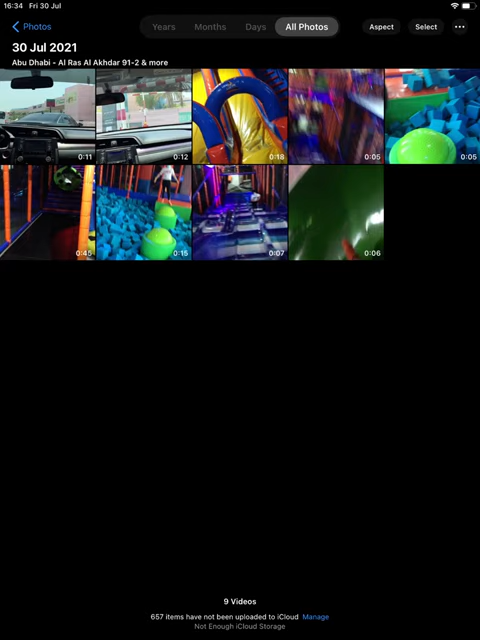 16:34 Fri 30 Jul
Photos
Years Months Days All Photos
Aspect Select
30 Jul 2021
Abu Dhabi - Al Ras Al Akhdar 91-2 & more
0:11 0:12 0:18 0:05 0:05
0:45 0:15 0:07 0:06
9 Videos
657 items have not been uploaded to iCloud Manage
Not Enough iCloud Storage